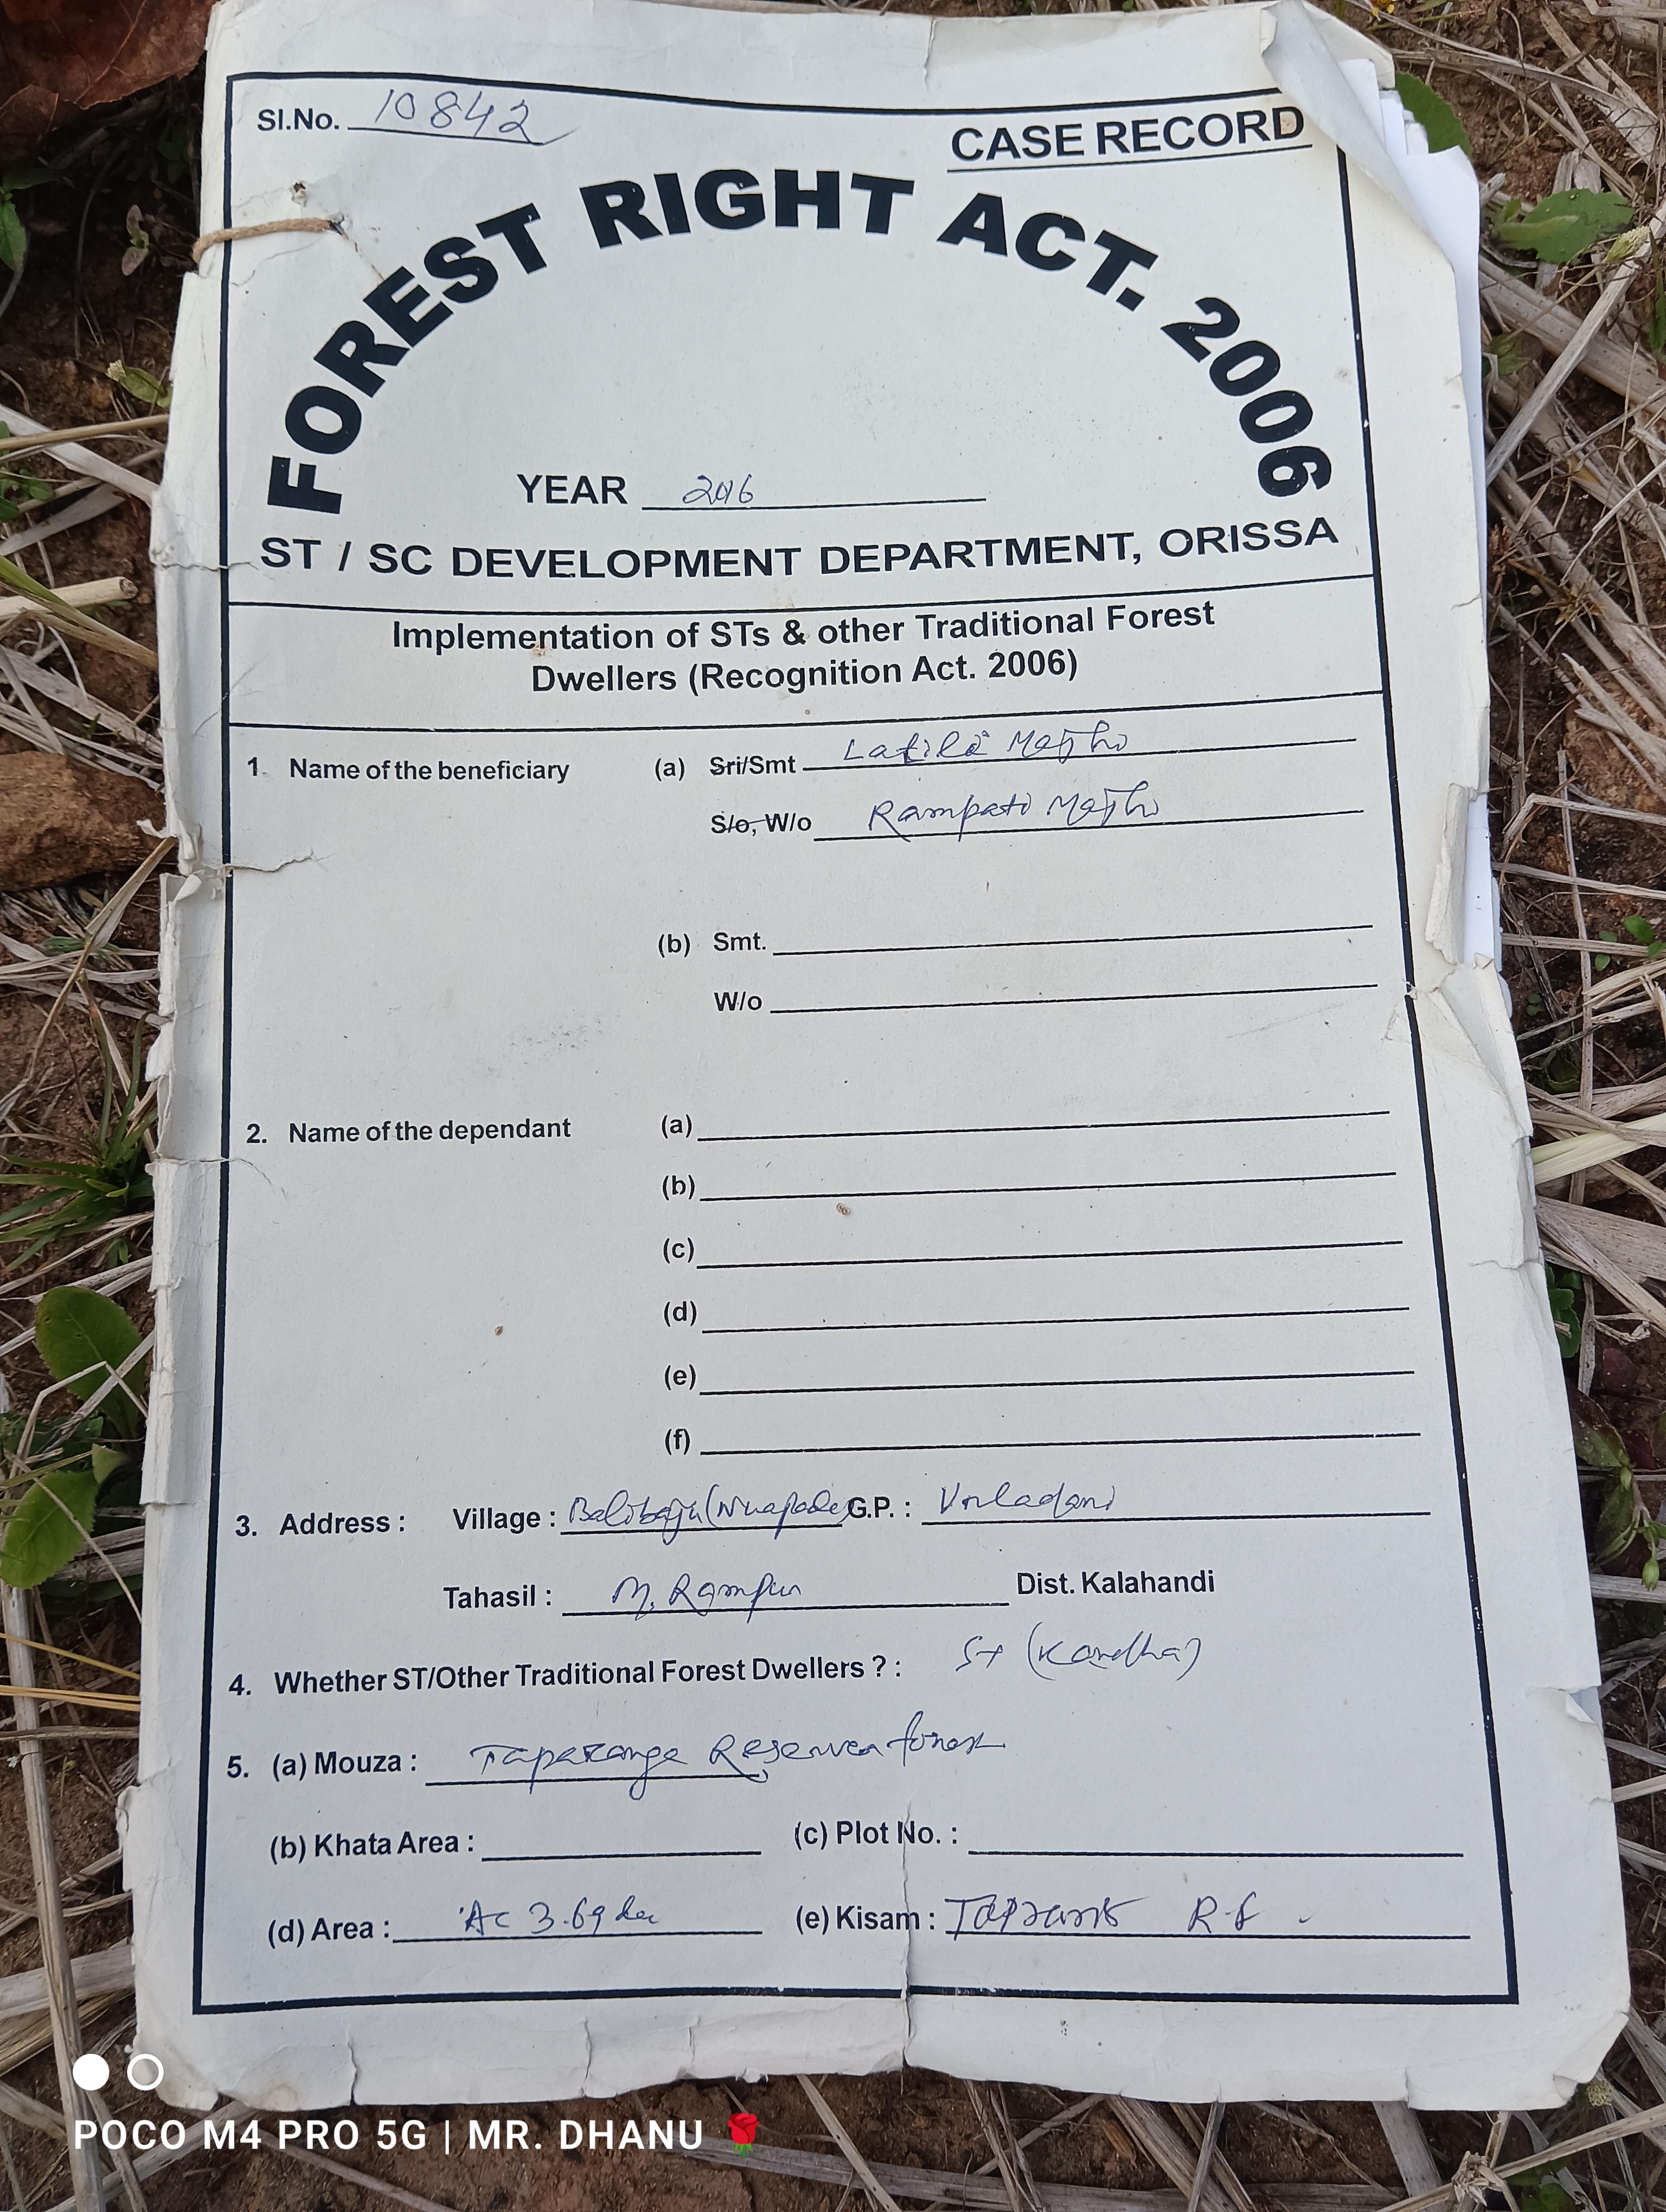 Sl.No. 10842
CASE RECORD
FOREST RIGHT ACT. 2006
YEAR 2016
ST / SC DEVELOPMENT DEPARTMENT, ORISSA
Implementation of STs & other Traditional Forest
Dwellers (Recognition Act. 2006)
1. Name of the beneficiary (a) Sri/Smt Majhi
S/o, W/o Rampati Majhi
(b) Smt.
W/o
2. Name of the dependant (a)
(b)
(c)
(d)
(e)
(f)
3. Address : Village : (Nuapada) G.P. :
Tahasil : M. Rampur Dist. Kalahandi
4. Whether ST/Other Traditional Forest Dwellers ? : ST (Kandha)
5. (a) Mouza :
(b) Khata Area : (c) Plot No. :
(d) Area : Ac 3.69 dec (e) Kisam : R.F
POCO M4 PRO 5G | MR. DHANU 🌹